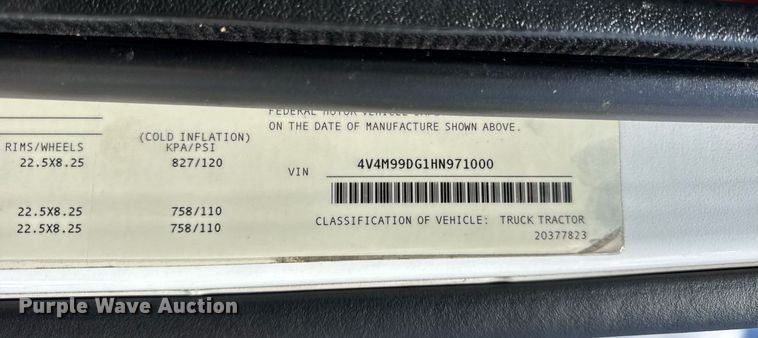 FEDERAL MOTOR VEHICLE
ON THE DATE OF MANUFACTURE SHOWN ABOVE.
(COLD INFLATION)
RIMS/WHEELS KPA/PSI
22.5X8.25 827/120
VIN 4V4M99DG1HN971000
22.5X8.25 758/110
22.5X8.25 758/110
CLASSIFICATION OF VEHICLE: TRUCK TRACTOR
20377823
Purple Wave Auction